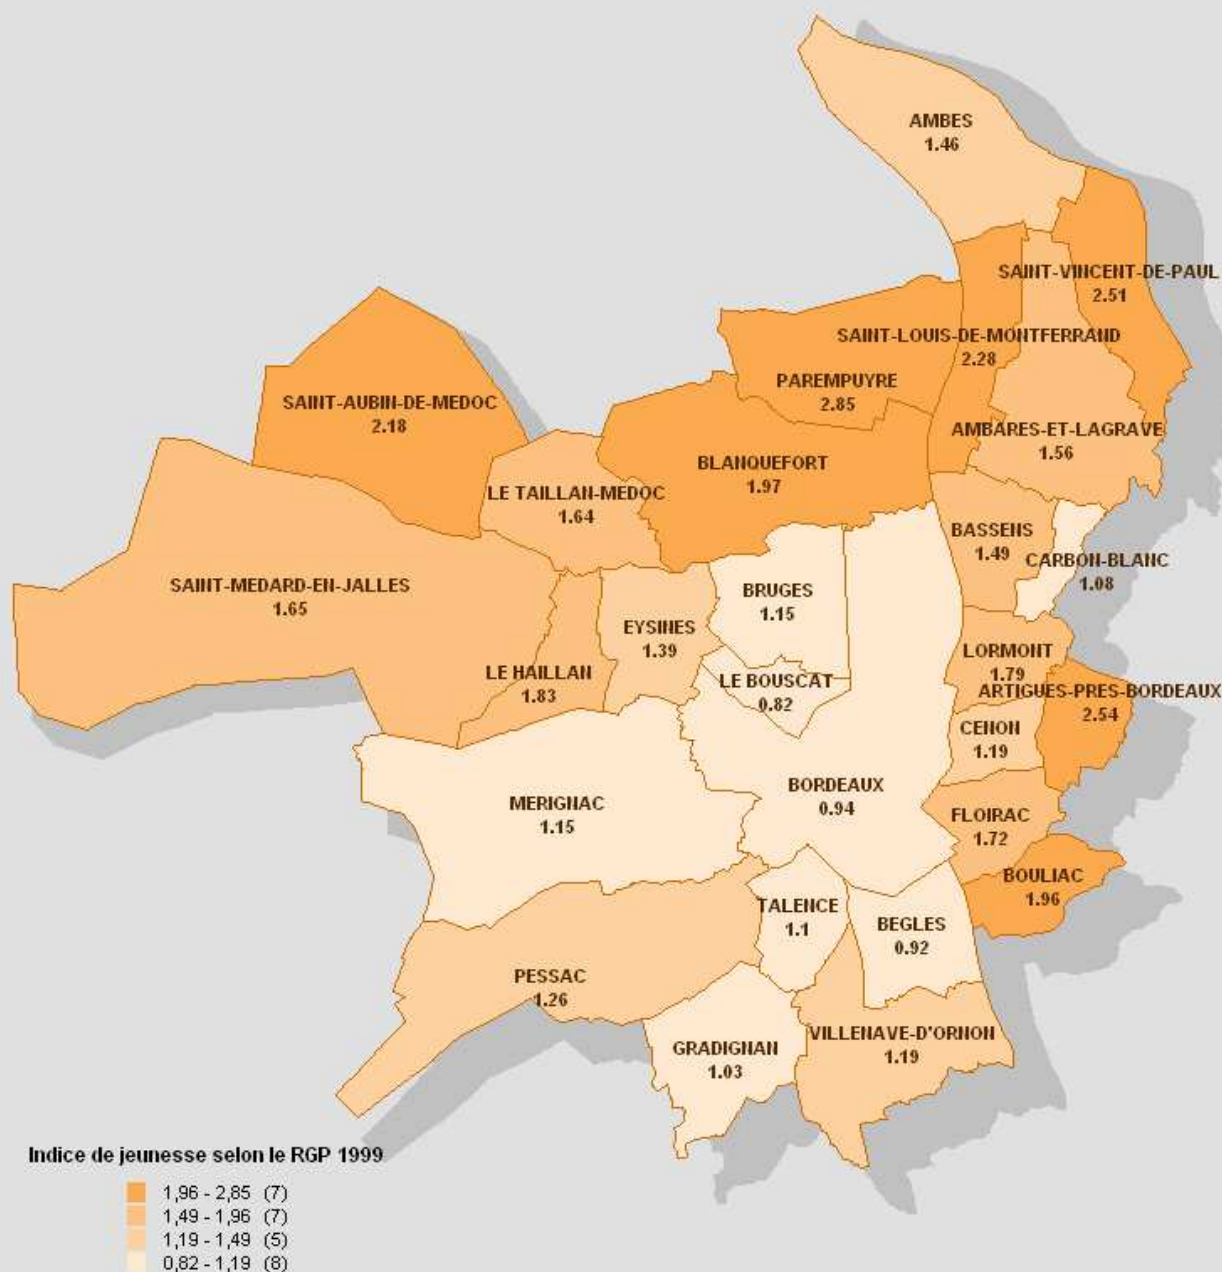 AMBES
1.46
SAINT-VINCENT-DE-PAUL
2.51
SAINT-LOUIS-DE-MONTFERRAND
2.28
PAREMPUYRE
2.85
SAINT-AUBIN-DE-MEDOC
2.18
AMBARES-ET-LAGRAVE
1.56
BLANQUEFORT
1.97
LE TAILLAN-MEDOC
1.64
BASSENS
1.49
CARBON-BLANC
1.08
SAINT-MEDARD-EN-JALLES
1.65
BRUGES
1.15
EYSINES
1.39
LORMONT
1.79
LE HAILLAN
1.83
LE BOUSCAT
0.82
ARTIGUES-PRES-BORDEAUX
2.54
CENON
1.19
BORDEAUX
0.94
MERIGNAC
1.15
FLOIRAC
1.72
BOULIAC
1.96
TALENCE
1.1
BEGLES
0.92
PESSAC
1.26
VILLENAVE-D'ORNON
1.19
GRADIGNAN
1.03
Indice de jeunesse selon le RGP 1999
1,96 - 2,85 (7)
1,49 - 1,96 (7)
1,19 - 1,49 (5)
0,82 - 1,19 (8)